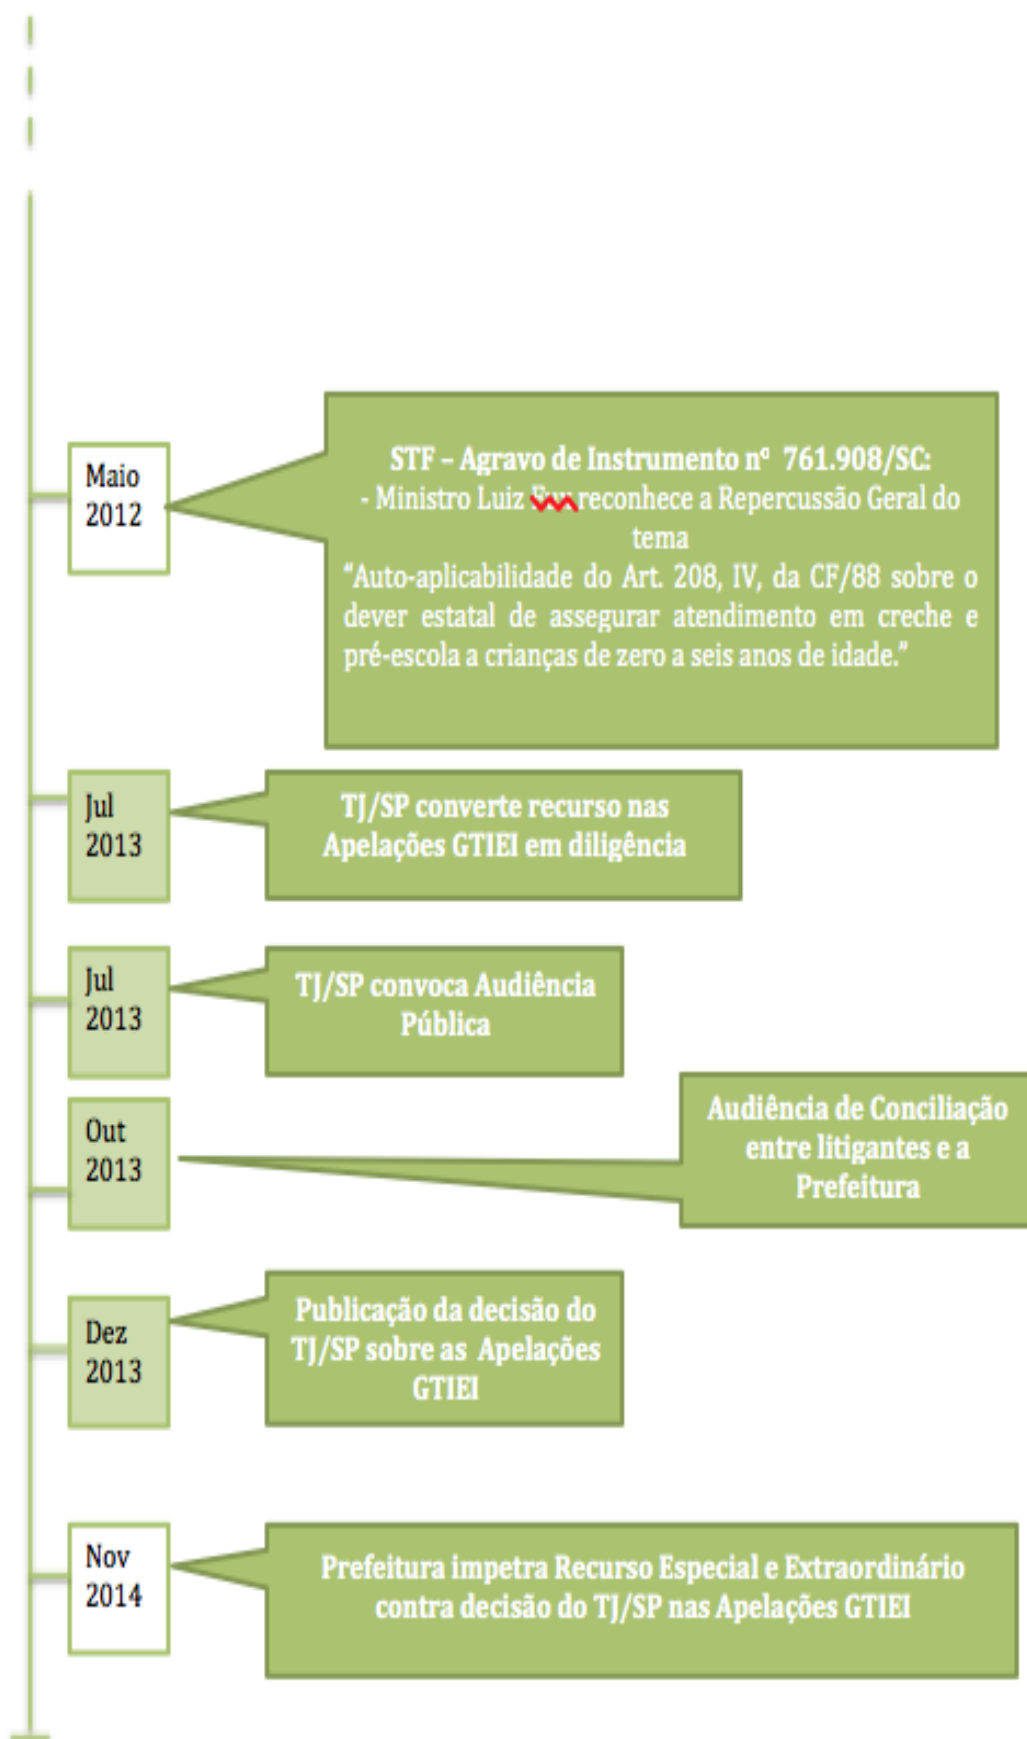 Maio
2012
STF – Agravo de Instrumento nº 761.908/SC:
- Ministro Luiz Fux reconhece a Repercussão Geral do
tema
“Auto-aplicabilidade do Art. 208, IV, da CF/88 sobre o
dever estatal de assegurar atendimento em creche e
pré-escola a crianças de zero a seis anos de idade.”
Jul
2013
TJ/SP converte recurso nas
Apelações GTIEI em diligência
Jul
2013
TJ/SP convoca Audiência
Pública
Out
2013
Audiência de Conciliação
entre litigantes e a
Prefeitura
Dez
2013
Publicação da decisão do
TJ/SP sobre as Apelações
GTIEI
Nov
2014
Prefeitura impetra Recurso Especial e Extraordinário
contra decisão do TJ/SP nas Apelações GTIEI